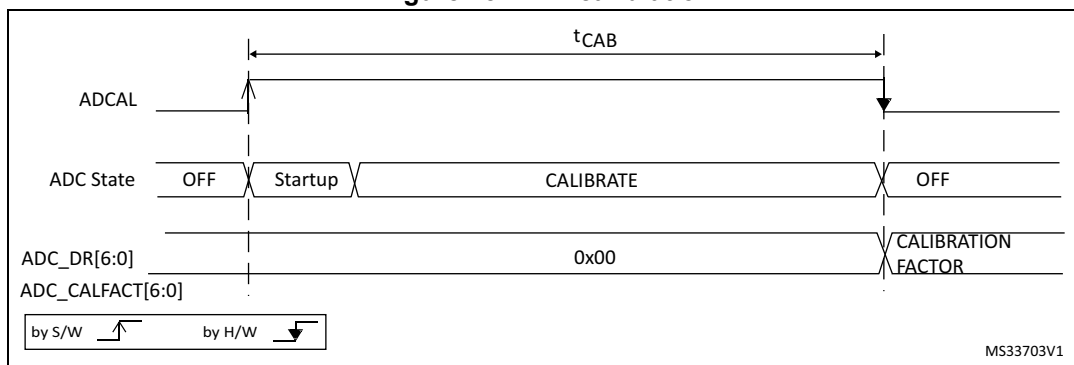 tCAB
ADCAL
ADC State OFF Startup CALIBRATE OFF
ADC_DR[6:0] 0x00 CALIBRATION
FACTOR
ADC_CALFACT[6:0]
by S/W by H/W
MS33703V1